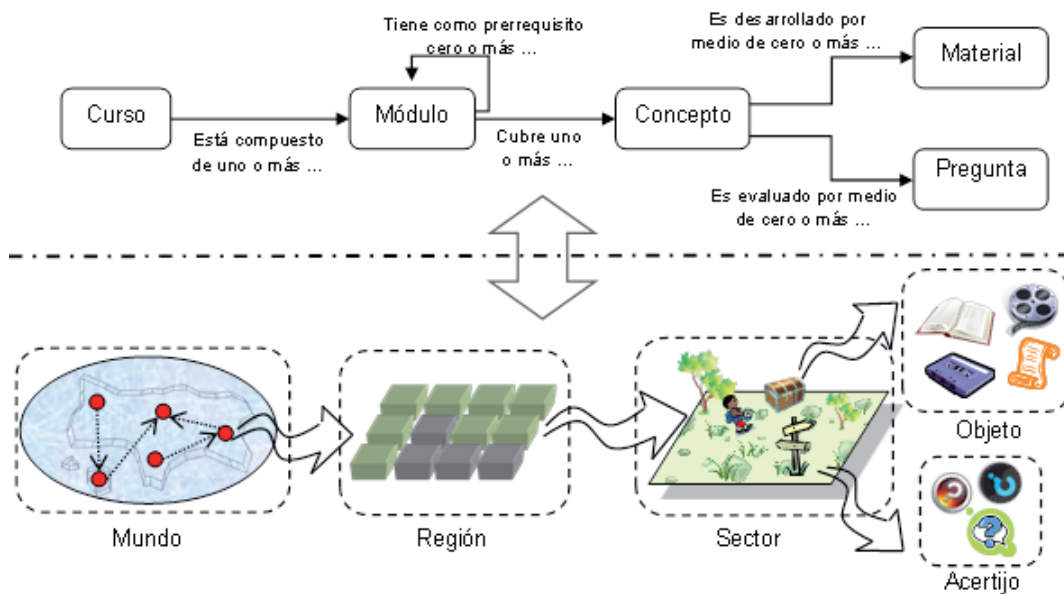 Tiene como prerrequisito
cero o más ...
Es desarrollado por
medio de cero o más ...
Material
Curso
Módulo
Concepto
Está compuesto
de uno o más ...
Cubre uno
o más ...
Pregunta
Es evaluado por medio
de cero o más ...
Objeto
Mundo
Región
Sector
Acertijo